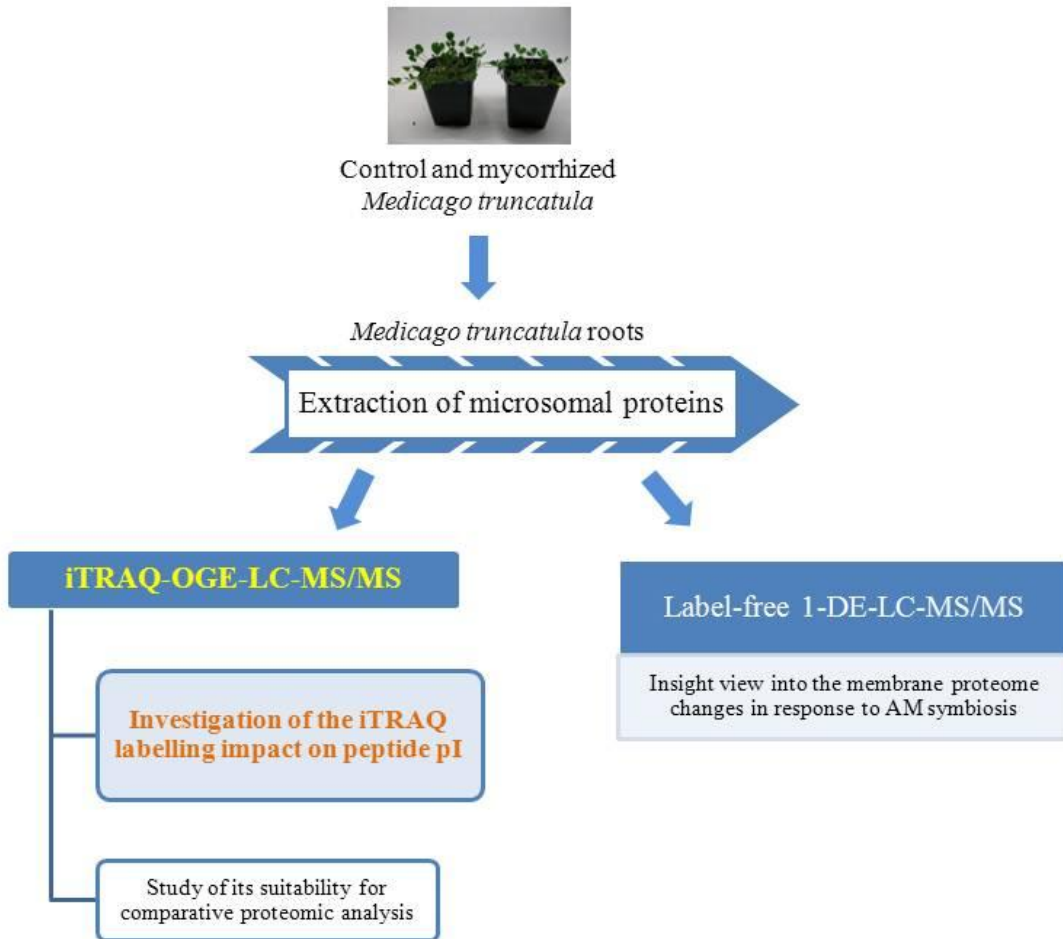 Control and mycorrhized
Medicago truncatula
Medicago truncatula roots
Extraction of microsomal proteins
iTRAQ-OGE-LC-MS/MS
Investigation of the iTRAQ
labelling impact on peptide pI
Study of its suitability for
comparative proteomic analysis
Label-free 1-DE-LC-MS/MS
Insight view into the membrane proteome
changes in response to AM symbiosis